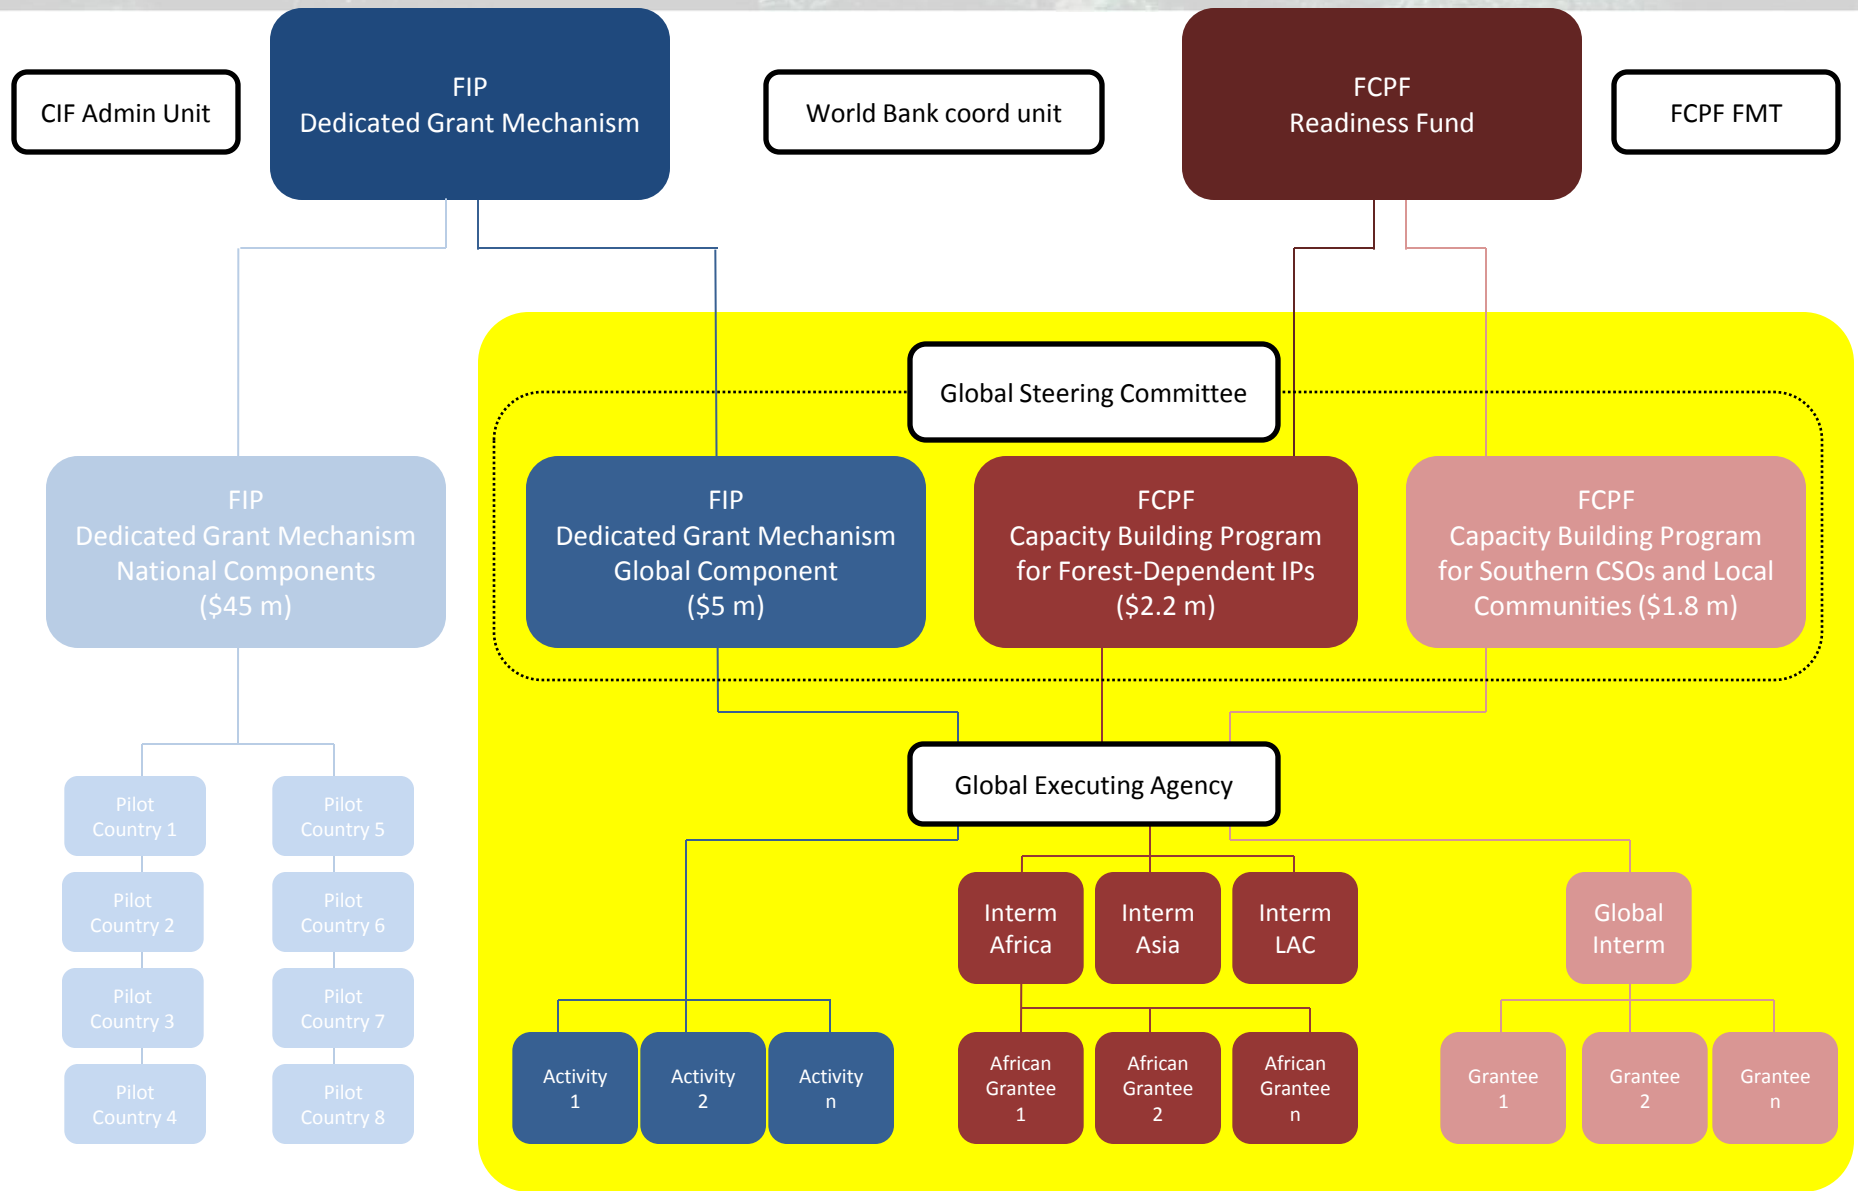 CIF Admin Unit
FIP
Dedicated Grant Mechanism
World Bank coord unit
FCPF
Readiness Fund
FCPF FMT
Global Steering Committee
FIP
Dedicated Grant Mechanism
National Components
($45 m)
FIP
Dedicated Grant Mechanism
Global Component
($5 m)
FCPF
Capacity Building Program
for Forest-Dependent IPs
($2.2 m)
FCPF
Capacity Building Program
for Southern CSOs and Local
Communities ($1.8 m)
Global Executing Agency
Pilot
Country 1
Pilot
Country 5
Pilot
Country 2
Pilot
Country 6
Pilot
Country 3
Pilot
Country 7
Pilot
Country 4
Pilot
Country 8
Interm
Africa
Interm
Asia
Interm
LAC
Global
Interm
Activity
1
Activity
2
Activity
n
African
Grantee
1
African
Grantee
2
African
Grantee
n
Grantee
1
Grantee
2
Grantee
n